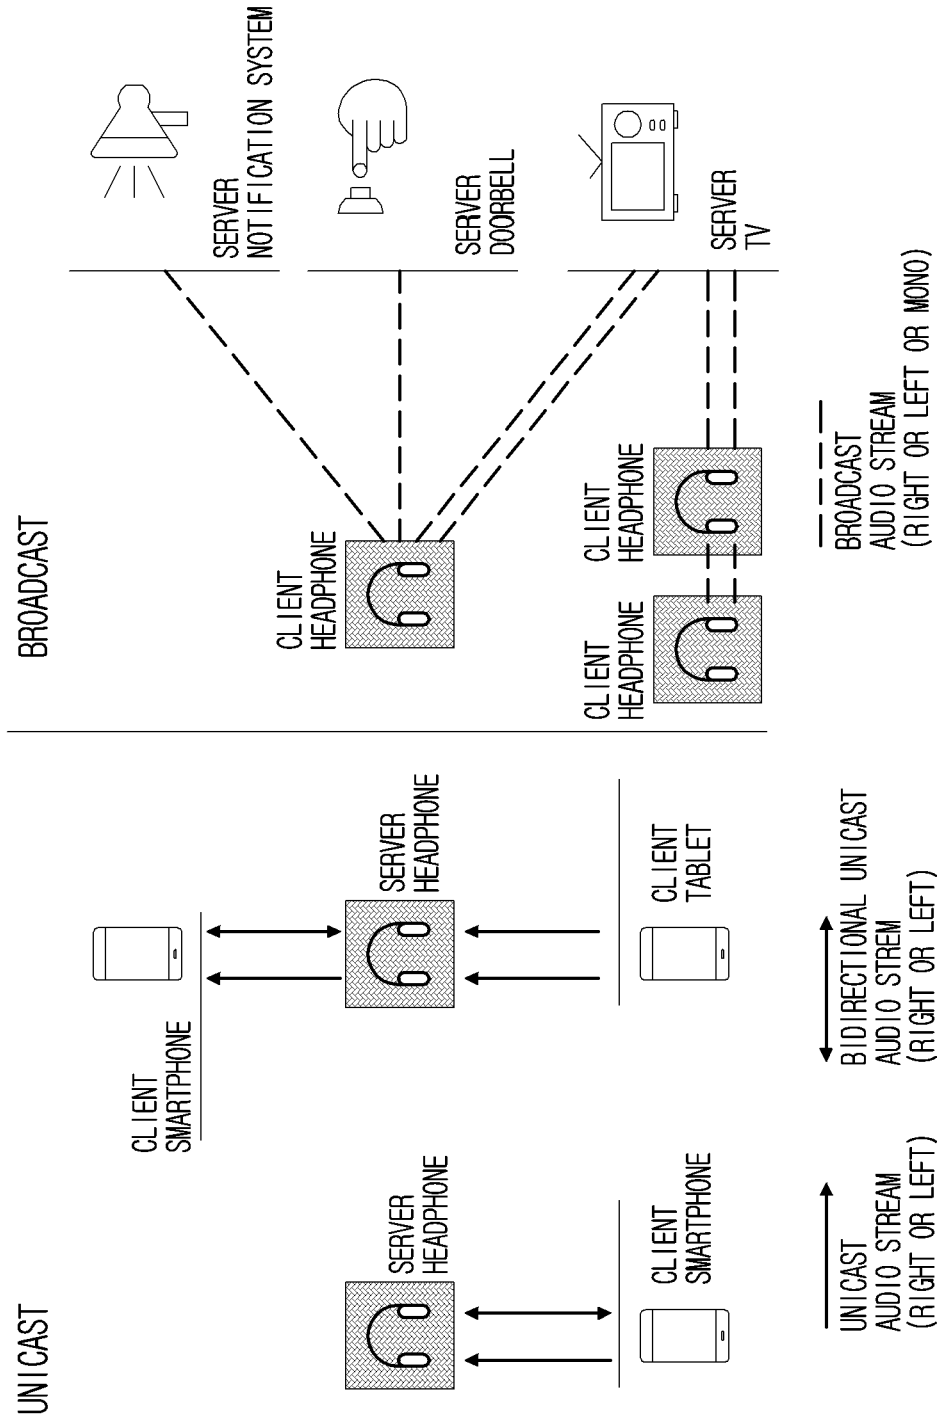 UNICAST
SERVER
HEADPHONE
CLIENT
SMARTPHONE
CLIENT
SMARTPHONE
SERVER
HEADPHONE
CLIENT
TABLET
BROADCAST
CLIENT
HEADPHONE
SERVER
NOTIFICATION SYSTEM
SERVER
DOORBELL
SERVER
TV
CLIENT
HEADPHONE
CLIENT
HEADPHONE
UNICAST
AUDIO STREAM
(RIGHT OR LEFT)
BIDIRECTIONAL UNICAST
AUDIO STREM
(RIGHT OR LEFT)
BROADCAST
AUDIO STREAM
(RIGHT OR LEFT OR MONO)